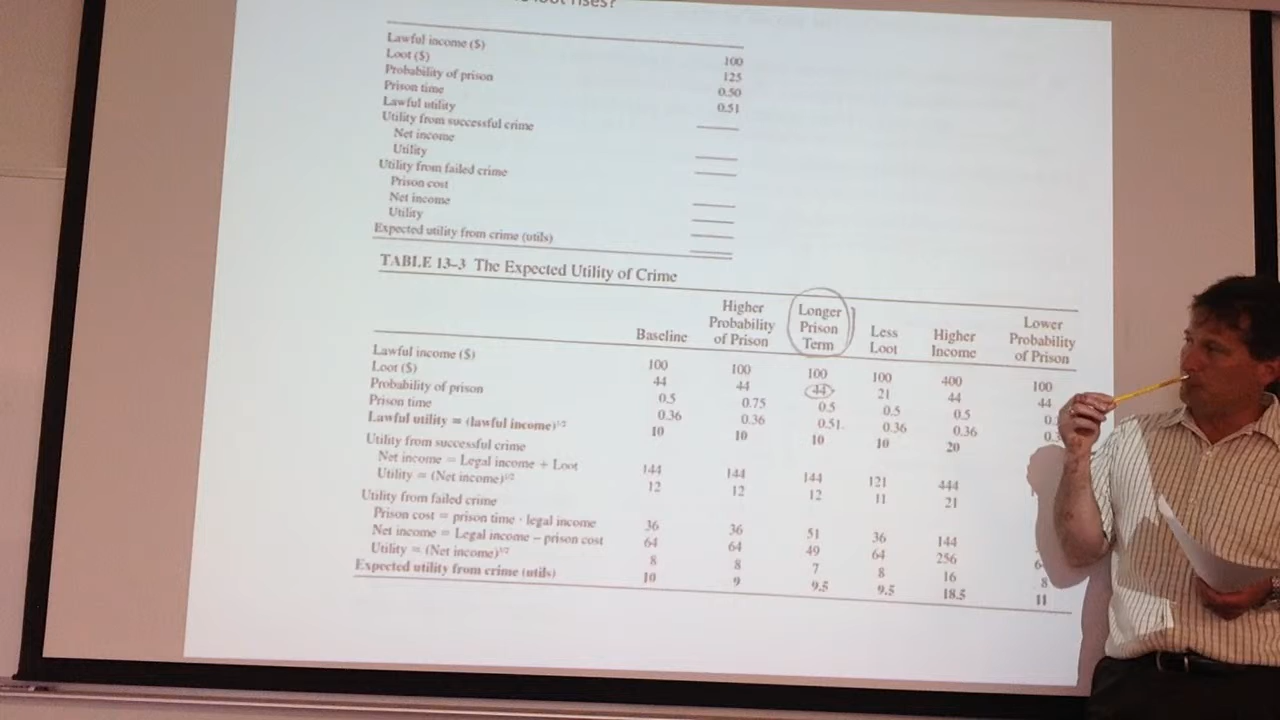 loot rises?
Lawful income ($) 100
Loot ($) 125
Probability of prison 0.50
Prison time 0.51
Lawful utility
Utility from successful crime
Net income
Utility
Utility from failed crime
Prison cost
Net income
Utility
Expected utility from crime (utils)
TABLE 13–3 The Expected Utility of Crime
Baseline Higher Probability of Prison Longer Prison Term Less Loot Higher Income Lower Probability of Prison
Lawful income ($) 100 100 100 100 400 100
Loot ($) 44 44 44 21 44 44
Probability of prison 0.5 0.75 0.5 0.5 0.5
Prison time 0.36 0.36 0.51 0.36 0.36
Lawful utility = (lawful income)1/2 10 10 10 10 20
Utility from successful crime
Net income = Legal income + Loot 144 144 144 121 444
Utility = (Net income)1/2 12 12 12 11 21
Utility from failed crime
Prison cost = prison time · legal income 36 36 51 36 144
Net income = Legal income – prison cost 64 64 49 64 256
Utility = (Net income)1/2 8 8 7 8 16 8
Expected utility from crime (utils) 10 9 9.5 9.5 18.5 11